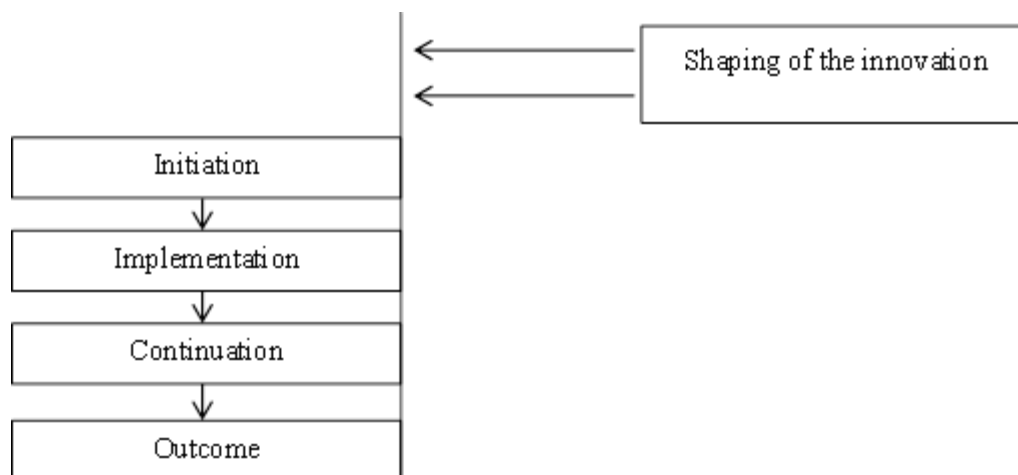 Shaping of the innovation
Initiation
Implementation
Continuation
Outcome